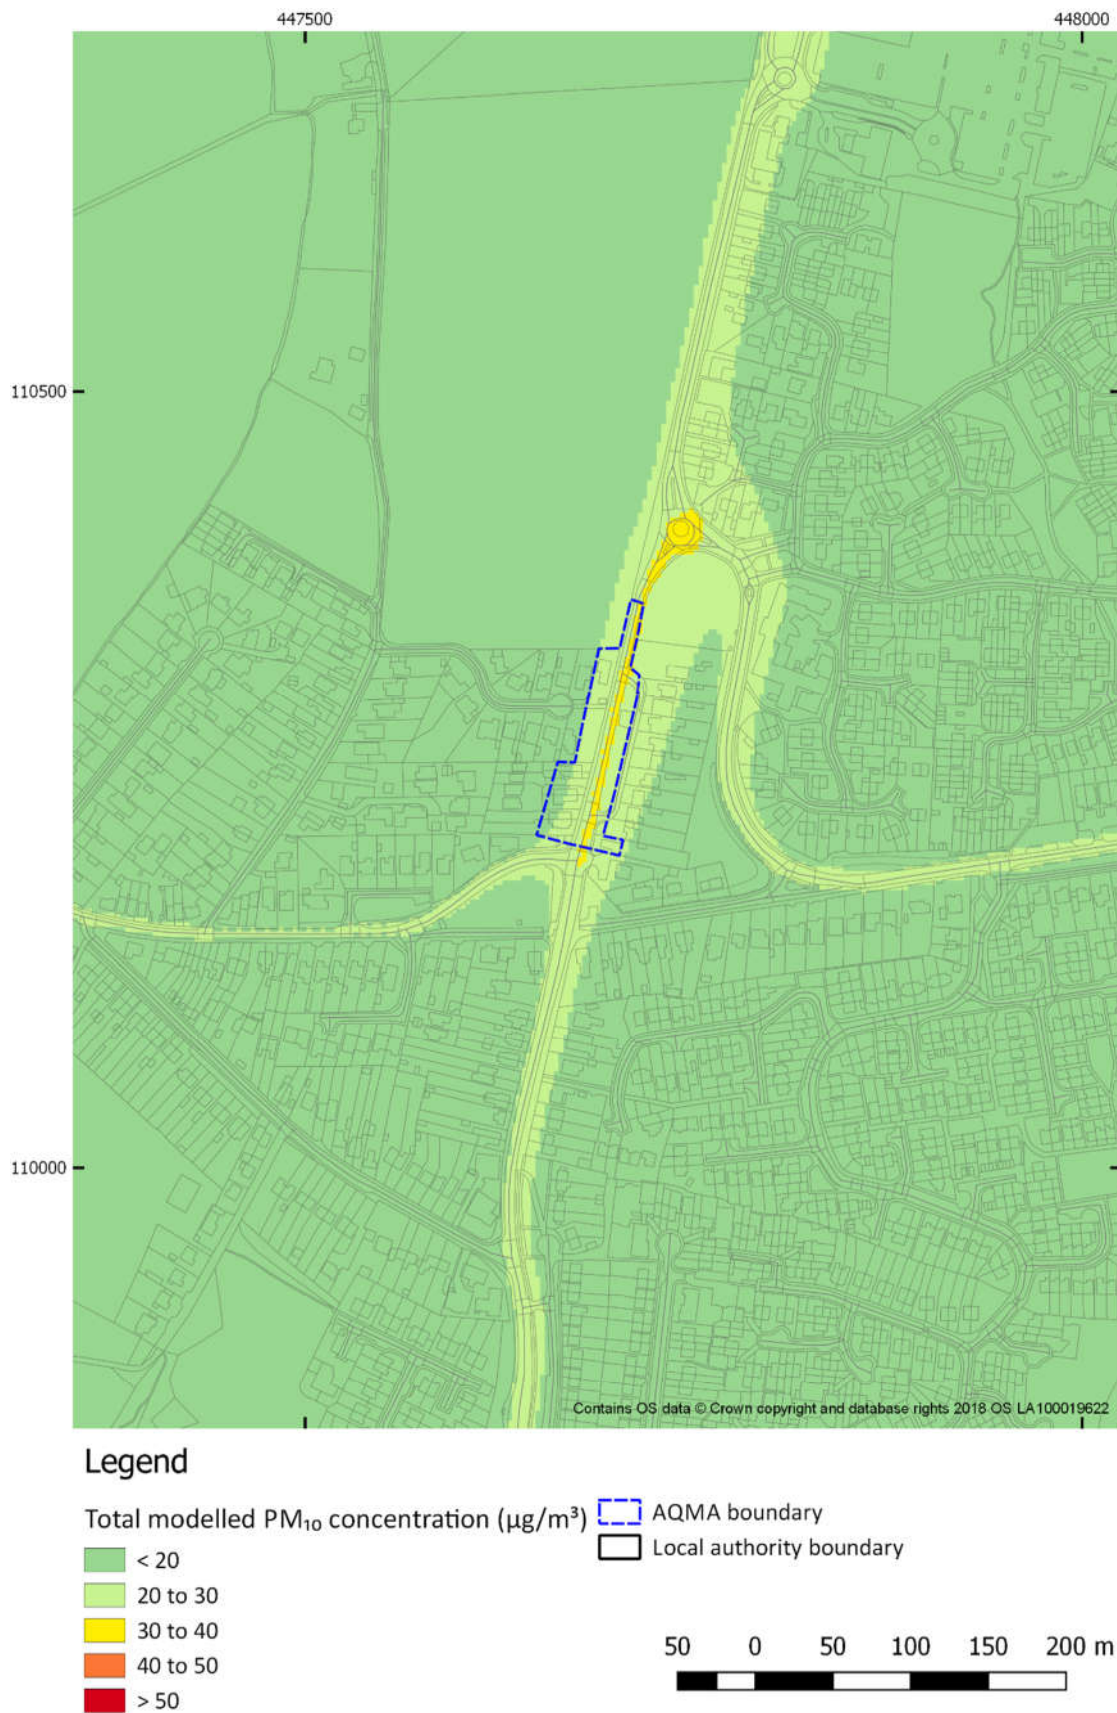 447500 448000
110500
110000
Contains OS data © Crown copyright and database rights 2018 OS LA100019622
Legend
Total modelled PM₁₀ concentration (µg/m³)
< 20
20 to 30
30 to 40
40 to 50
> 50
AQMA boundary
Local authority boundary
50 0 50 100 150 200 m